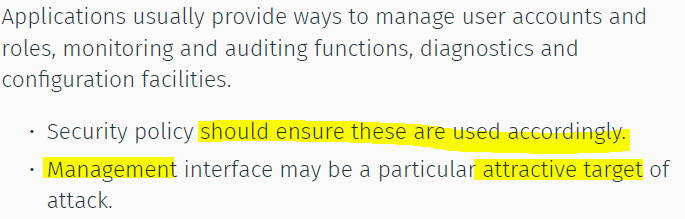 Applications usually provide ways to manage user accounts and
roles, monitoring and auditing functions, diagnostics and
configuration facilities.
• Security policy should ensure these are used accordingly.
• Management interface may be a particular attractive target of
attack.